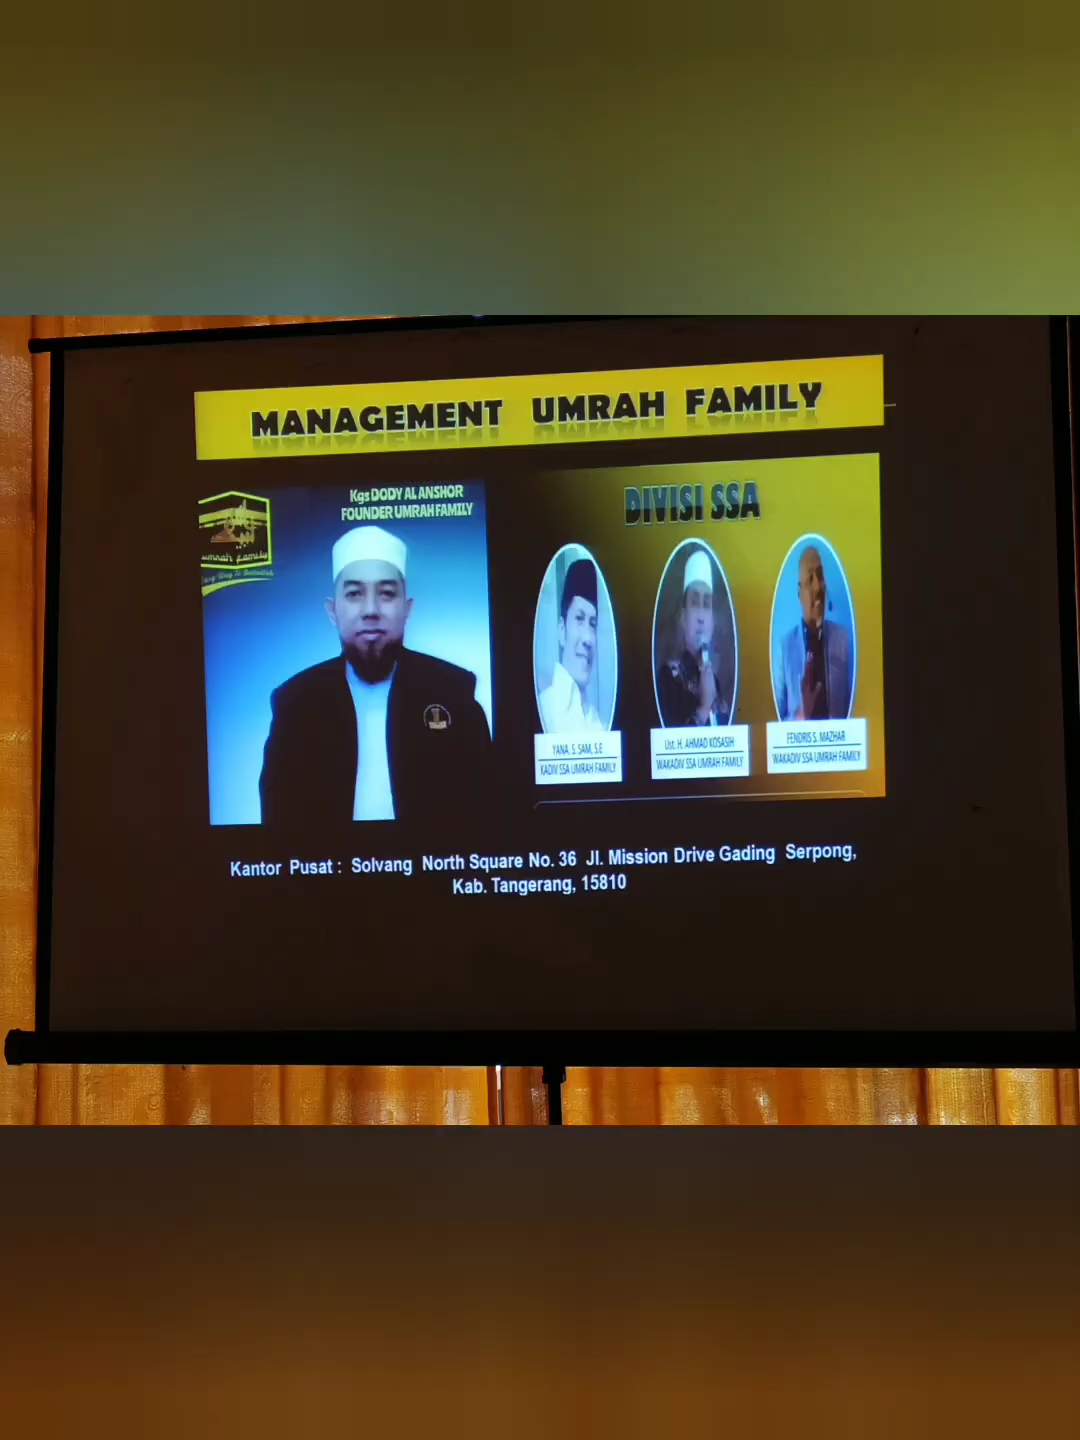 MANAGEMENT UMRAH FAMILY
Kgs DODY AL ANSHOR
FOUNDER UMRAH FAMILY
umrah family
DIVISI SSA
YANA. S. SAM, S.E
KADIV SSA UMRAH FAMILY
Ust. H. AHMAD KOSASIH
WAKADIV SSA UMRAH FAMILY
FENDRIS S. MAZHAR
WAKADIV SSA UMRAH FAMILY
Kantor Pusat : Solvang North Square No. 36 Jl. Mission Drive Gading Serpong,
Kab. Tangerang, 15810